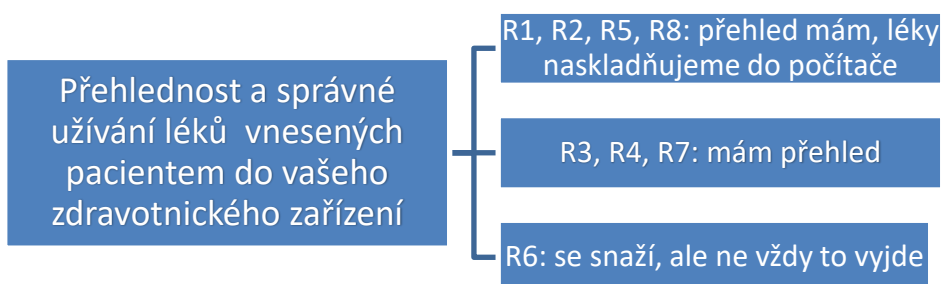 Přehlednost a správné
užívání léků vnesených
pacientem do vašeho
zdravotnického zařízení
R1, R2, R5, R8: přehled mám, léky
naskladňujeme do počítače
R3, R4, R7: mám přehled
R6: se snaží, ale ne vždy to vyjde